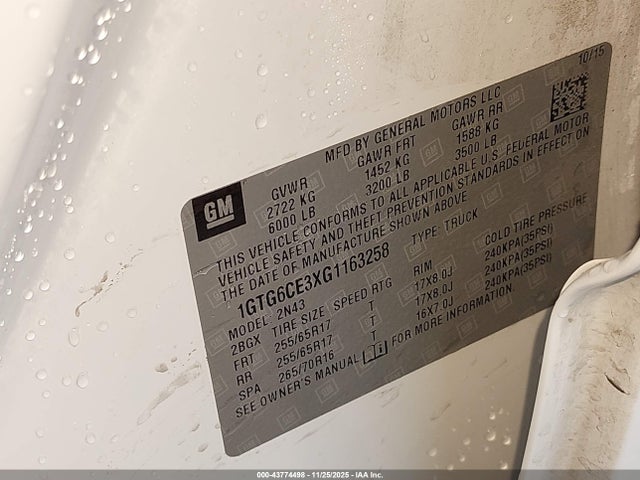 10/15
GM
MFD BY GENERAL MOTORS LLC
GVWR GAWR FRT GAWR RR
2722 KG 1452 KG 1588 KG
6000 LB 3200 LB 3500 LB
THIS VEHICLE CONFORMS TO ALL APPLICABLE U.S. FEDERAL MOTOR
VEHICLE SAFETY AND THEFT PREVENTION STANDARDS IN EFFECT ON
THE DATE OF MANUFACTURE SHOWN ABOVE
1GTG6CE3XG1163258 TYPE TRUCK
MODEL: 2N43
2BGX TIRE SIZE SPEED RTG RIM COLD TIRE PRESSURE
FRT 255/65R17 T 17X8.0J 240KPA(35PSI)
RR 255/65R17 T 17X8.0J 240KPA(35PSI)
SPA 265/70R16 T 16X7.0J 240KPA(35PSI)
SEE OWNER'S MANUAL FOR MORE INFORMATION.
000-43774498 - 11/25/2025 - IAA Inc.